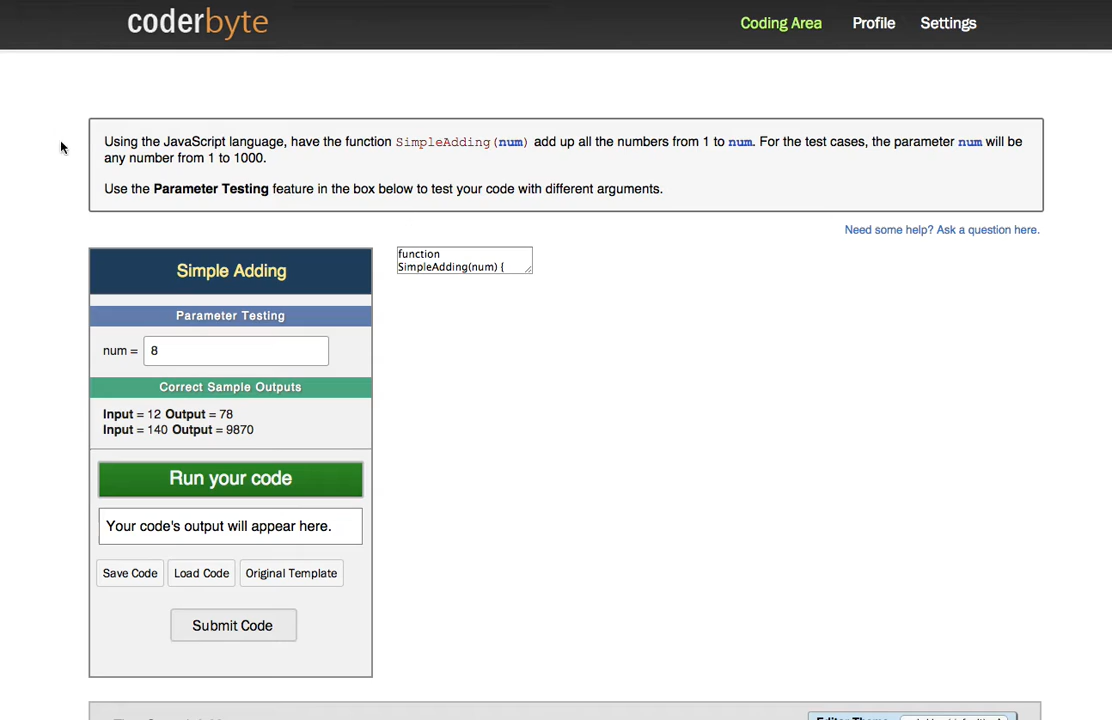 coderbyte
Coding Area Profile Settings
Using the JavaScript language, have the function SimpleAdding(num) add up all the numbers from 1 to num. For the test cases, the parameter num will be
any number from 1 to 1000.
Use the Parameter Testing feature in the box below to test your code with different arguments.
Need some help? Ask a question here.
Simple Adding
Parameter Testing
num = 8
Correct Sample Outputs
Input = 12 Output = 78
Input = 140 Output = 9870
Run your code
Your code's output will appear here.
Save Code Load Code Original Template
Submit Code
function
SimpleAdding(num) {
Editor Theme